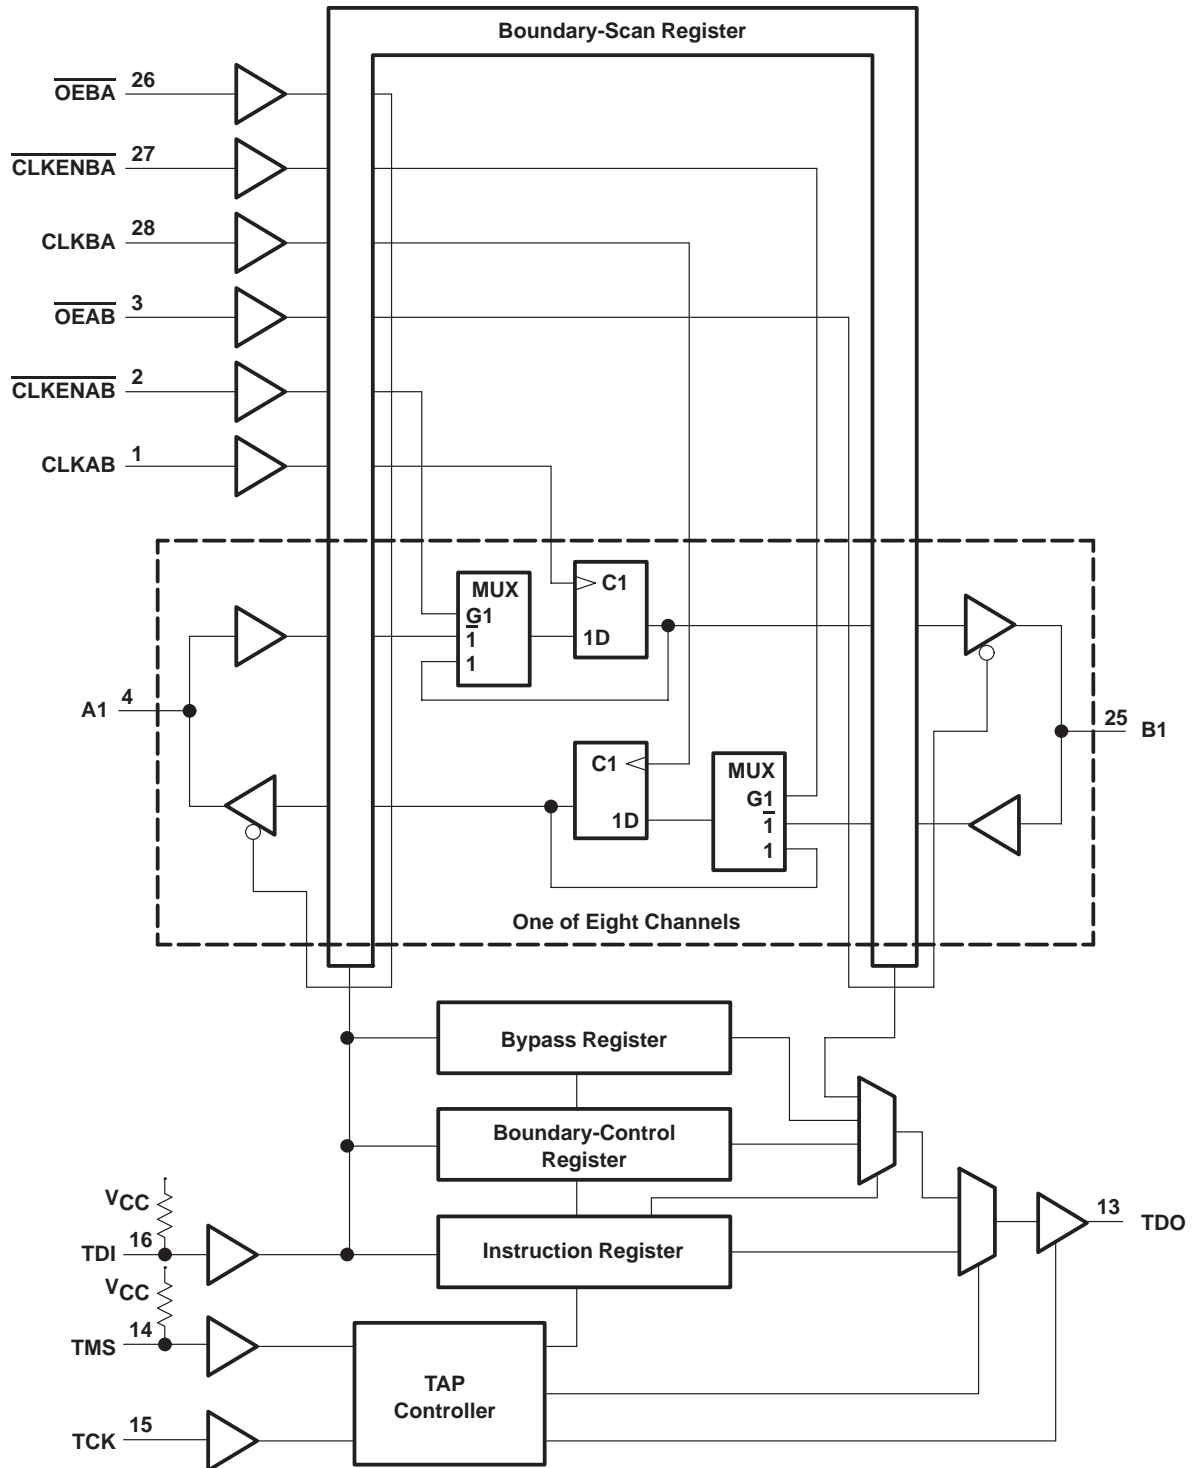 Boundary-Scan Register
OEBA 26
CLKENBA 27
CLKBA 28
OEAB 3
CLKENAB 2
CLKAB 1
MUX
G1
1
1
C1
1D
A1 4
25 B1
C1
1D
MUX
G1
1
1
One of Eight Channels
Bypass Register
Boundary-Control
Register
VCC
TDI 16
Instruction Register
13 TDO
VCC
TMS 14
TAP
Controller
TCK 15